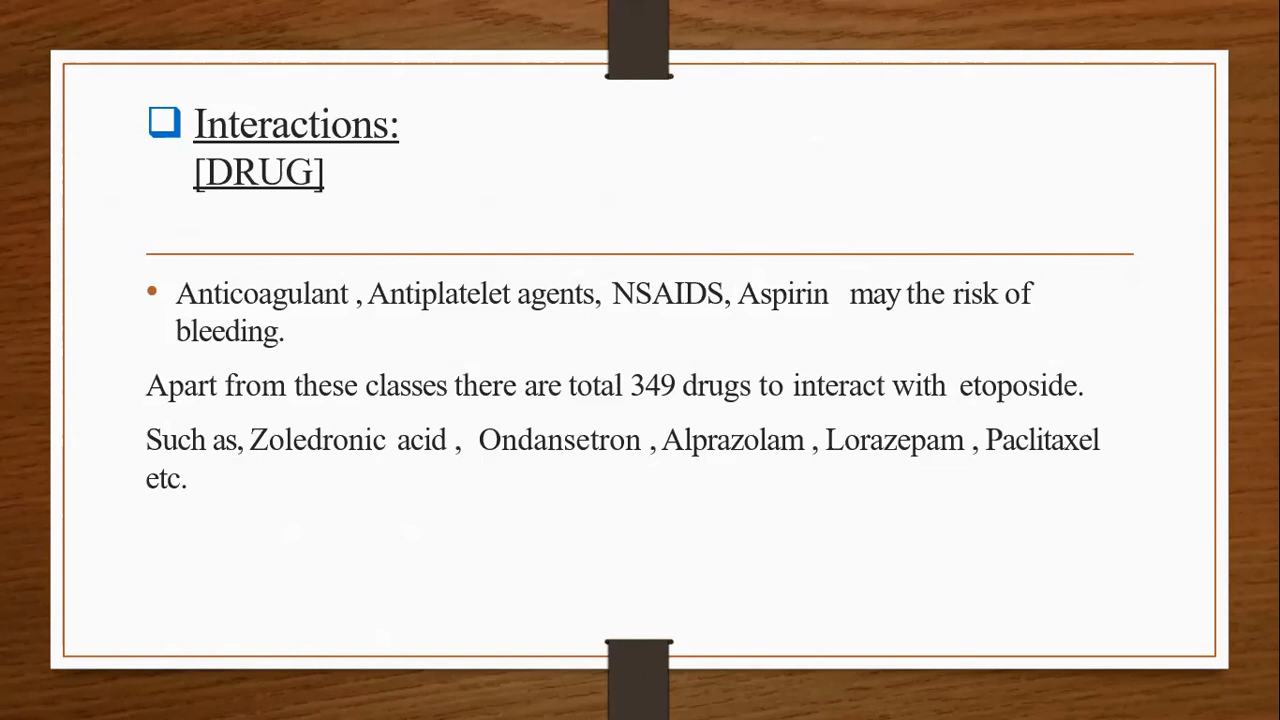 Interactions:
[DRUG]
• Anticoagulant , Antiplatelet agents, NSAIDS, Aspirin may the risk of
bleeding.
Apart from these classes there are total 349 drugs to interact with etoposide.
Such as, Zoledronic acid , Ondansetron , Alprazolam , Lorazepam , Paclitaxel
etc.